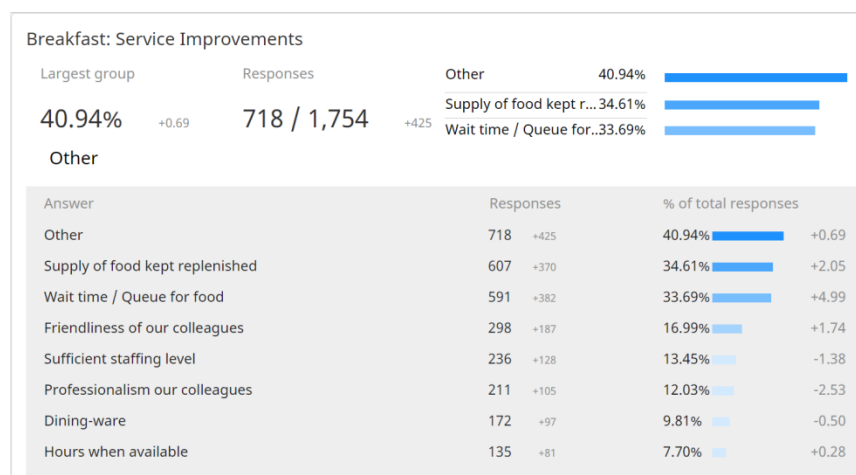 Breakfast: Service Improvements
Largest group Responses
40.94% +0.69 718 / 1,754 +425
Other
Other 40.94%
Supply of food kept r... 34.61%
Wait time / Queue for.. 33.69%
Answer Responses % of total responses
Other 718 +425 40.94% +0.69
Supply of food kept replenished 607 +370 34.61% +2.05
Wait time / Queue for food 591 +382 33.69% +4.99
Friendliness of our colleagues 298 +187 16.99% +1.74
Sufficient staffing level 236 +128 13.45% -1.38
Professionalism our colleagues 211 +105 12.03% -2.53
Dining-ware 172 +97 9.81% -0.50
Hours when available 135 +81 7.70% +0.28